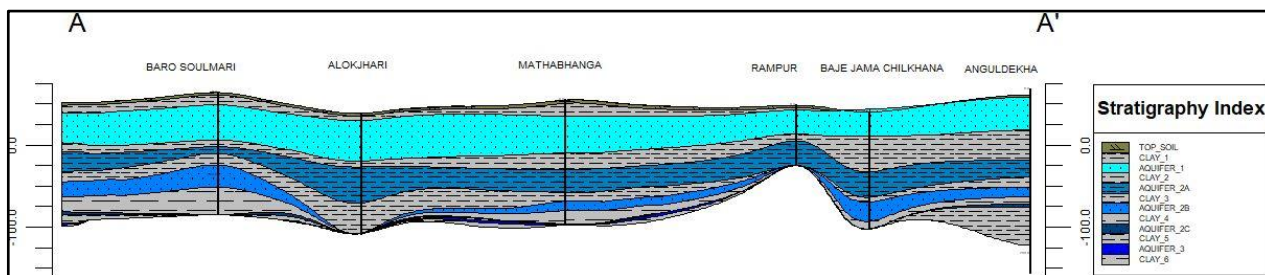 A
A'
BARO SOULMARI
ALOKJHARI
MATHABHANGA
RAMPUR
BAJE JAMA CHILKHANA
ANGULDEKHA
0.0
-100.0
0.0
-100.0
Stratigraphy Index
TOP_SOIL
CLAY_1
AQUIFER_1
CLAY_2
AQUIFER_2A
CLAY_3
AQUIFER_2B
CLAY_4
AQUIFER_2C
CLAY_5
AQUIFER_3
CLAY_6